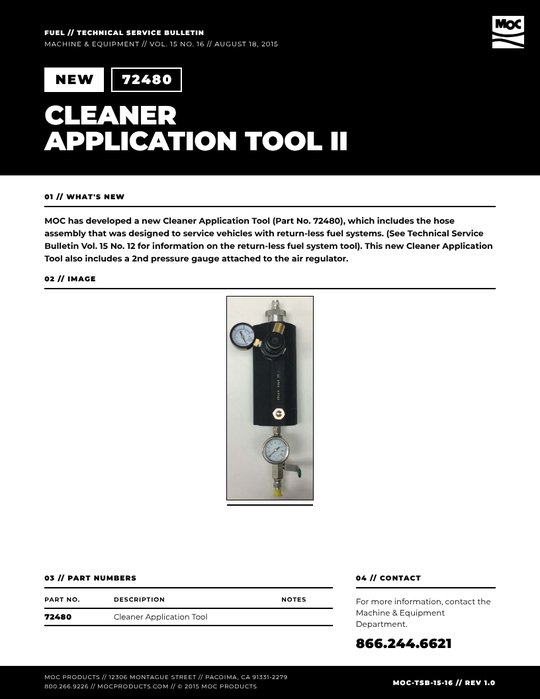 FUEL // TECHNICAL SERVICE BULLETIN
MACHINE & EQUIPMENT // VOL. 15 NO. 16 // AUGUST 18, 2015
MOC
NEW
72480
CLEANER
APPLICATION TOOL II
01 // WHAT'S NEW
MOC has developed a new Cleaner Application Tool (Part No. 72480), which includes the hose
assembly that was designed to service vehicles with return-less fuel systems. (See Technical Service
Bulletin Vol. 15 No. 12 for information on the return-less fuel system tool). This new Cleaner Application
Tool also includes a 2nd pressure gauge attached to the air regulator.
02 // IMAGE
03 // PART NUMBERS
PART NO. DESCRIPTION NOTES
72480 Cleaner Application Tool
04 // CONTACT
For more information, contact the
Machine & Equipment
Department.
866.244.6621
MOC PRODUCTS // 12306 MONTAGUE STREET / PACOIMA, CA 91331-2279
800.266.9226 // MOCPRODUCTS.COM // © 2015 MOC PRODUCTS
MOC-TSB-15-16 // REV 1.0